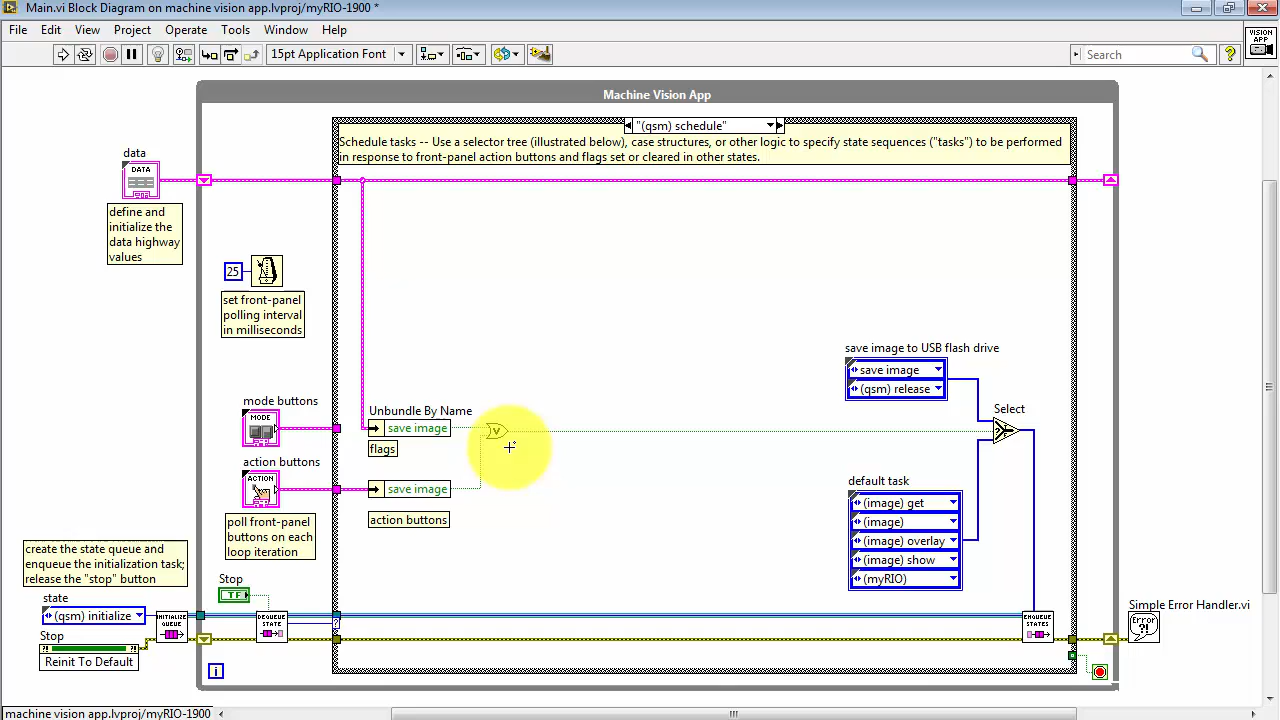 Main.vi Block Diagram on machine vision app.lvproj/myRIO-1900 *
File Edit View Project Operate Tools Window Help
15pt Application Font
Search
?
VISION
APP
Machine Vision App
"(qsm) schedule"
Schedule tasks -- Use a selector tree (illustrated below), case structures, or other logic to specify state sequences ("tasks") to be performed
in response to front-panel action buttons and flags set or cleared in other states.
data
DATA
define and
initialize the
data highway
values
25
set front-panel
polling interval
in milliseconds
save image to USB flash drive
save image
(qsm) release
mode buttons
MODE
Unbundle By Name
save image
flags
V
Select
action buttons
ACTION
save image
action buttons
poll front-panel
buttons on each
loop iteration
default task
(image) get
(image)
(image) overlay
(image) show
(myRIO)
create the state queue and
enqueue the initialization task;
release the "stop" button
state
(qsm) initialize
INITIALIZE
QUEUE
Stop
TF
DEQUEUE
STATE
?
ENQUEUE
STATES
Simple Error Handler.vi
Error
?!
Stop
Reinit To Default
i
machine vision app.lvproj/myRIO-1900